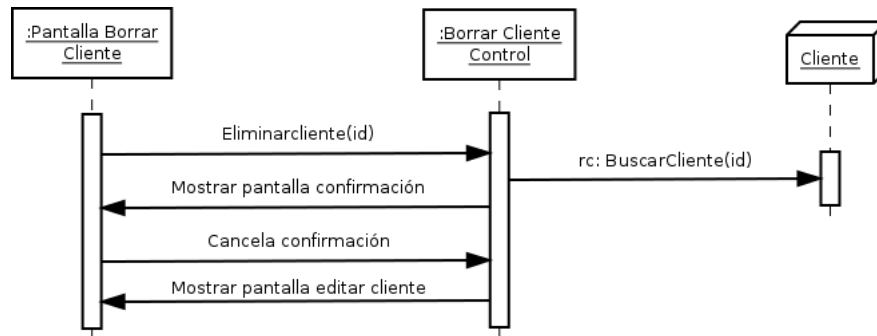 :Pantalla Borrar
Cliente
:Borrar Cliente
Control
Cliente
Eliminarcliente(id)
rc: BuscarCliente(id)
Mostrar pantalla confirmación
Cancela confirmación
Mostrar pantalla editar cliente